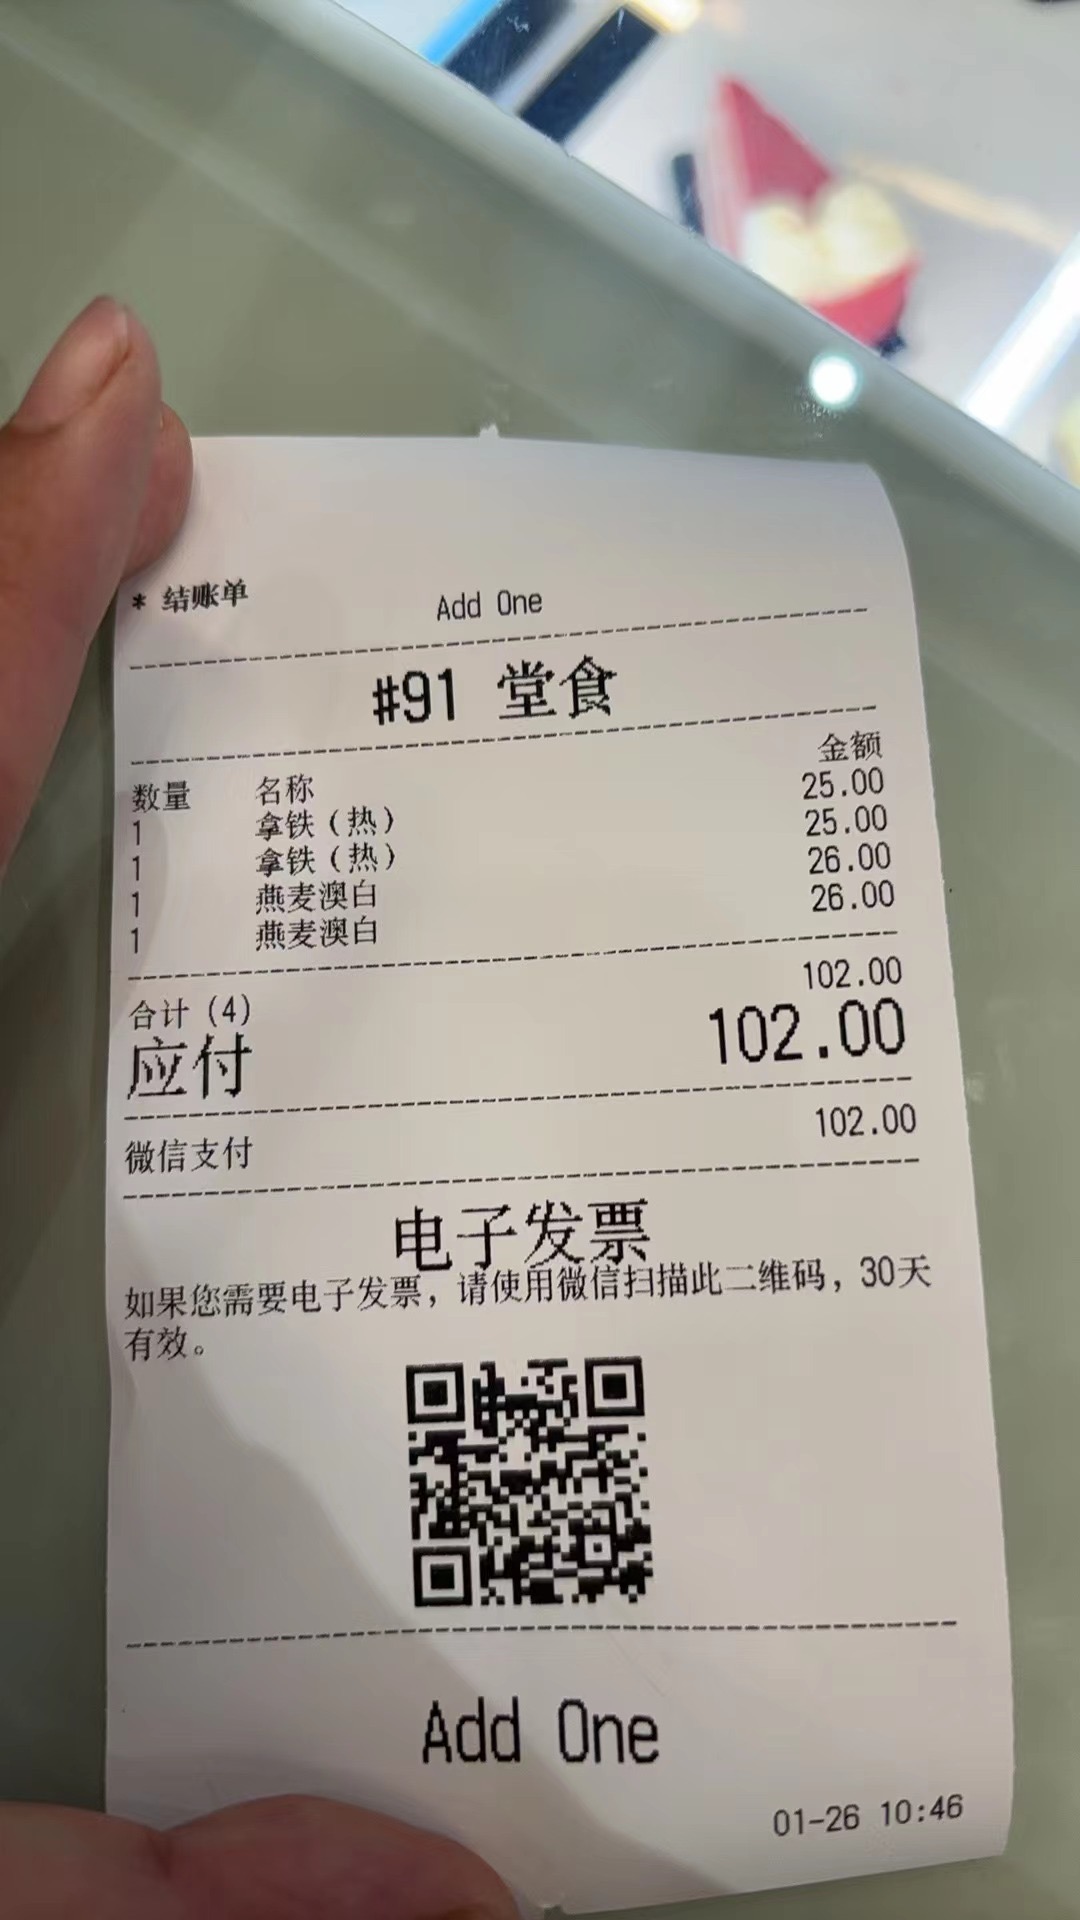 * 结账单
Add One
#91 堂食
数量 名称 金额
1 拿铁（热） 25.00
1 拿铁（热） 25.00
1 燕麦澳白 26.00
1 燕麦澳白 26.00
合计 (4) 102.00
应付 102.00
微信支付 102.00
电子发票
如果您需要电子发票，请使用微信扫描此二维码，30天
有效。
Add One
01-26 10:46